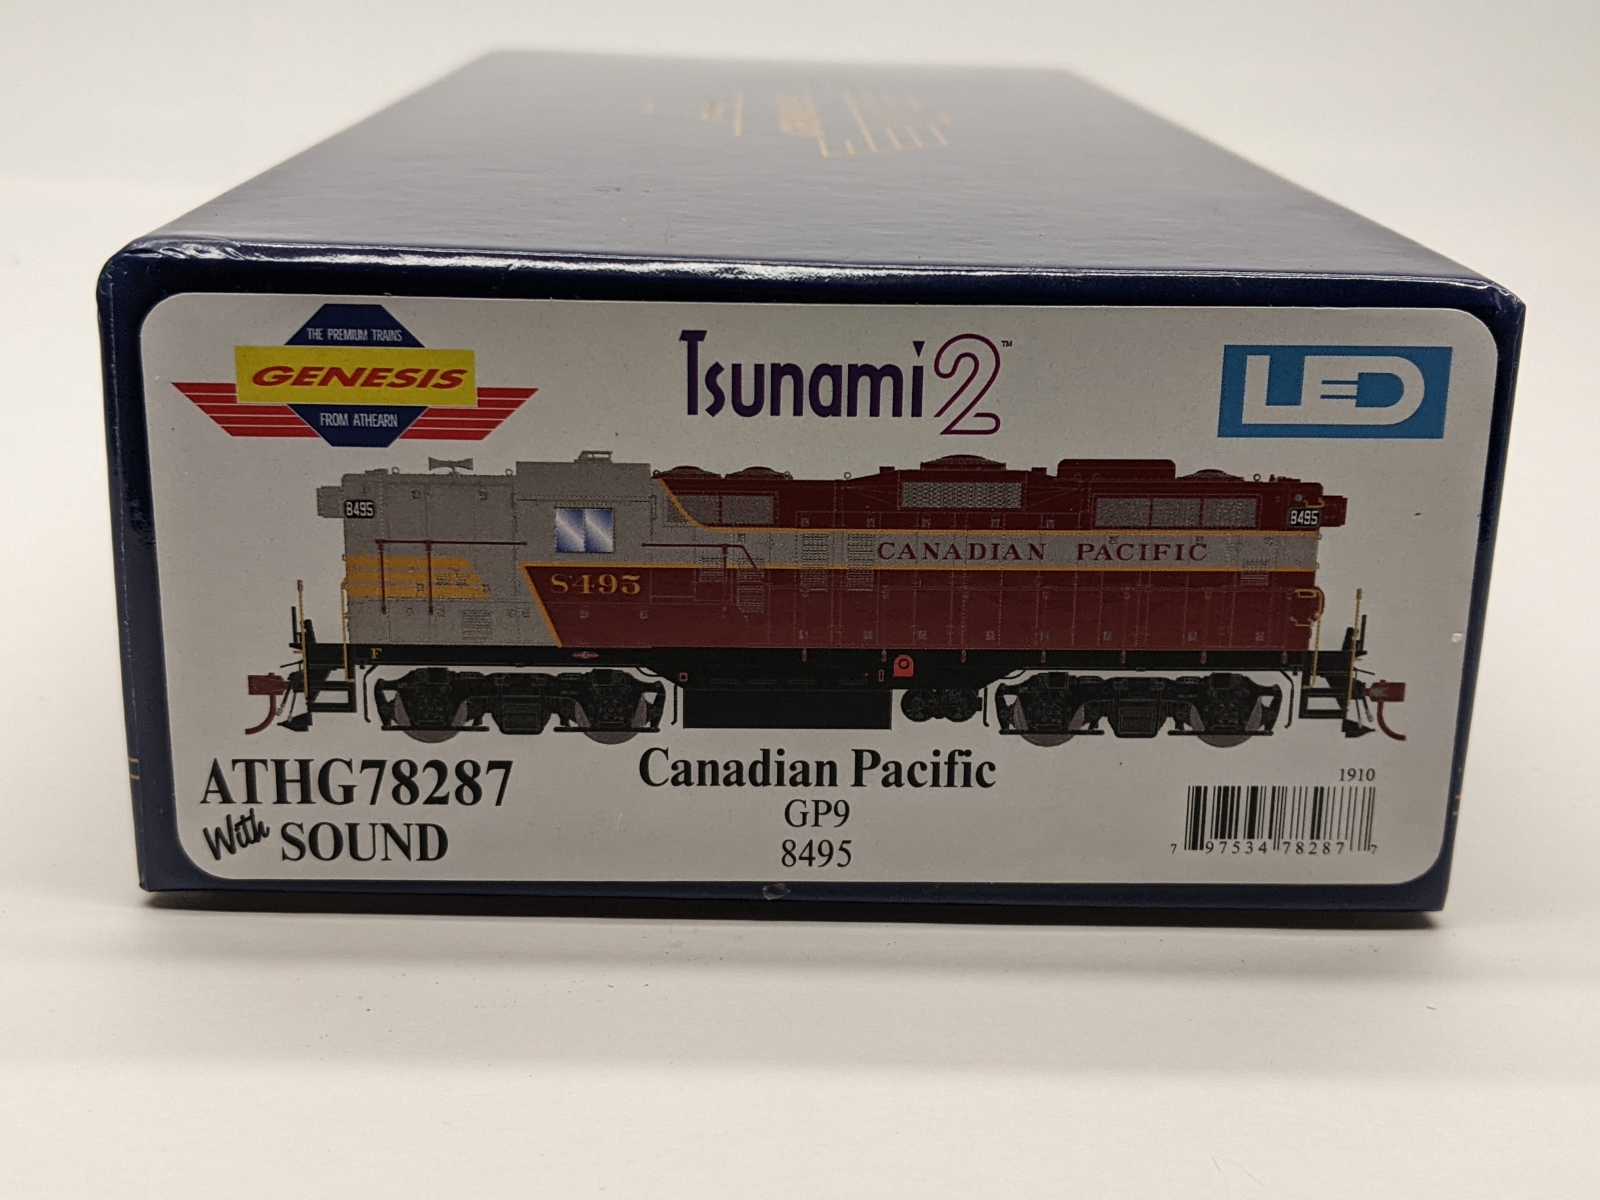 THE PREMIUM TRAINS
GENESIS
FROM ATHEARN
Tsunami2™
LED
8495
8495
CANADIAN PACIFIC
8495
F
ATHG78287
With SOUND
Canadian Pacific
GP9
8495
1910
7 97534 78287 7